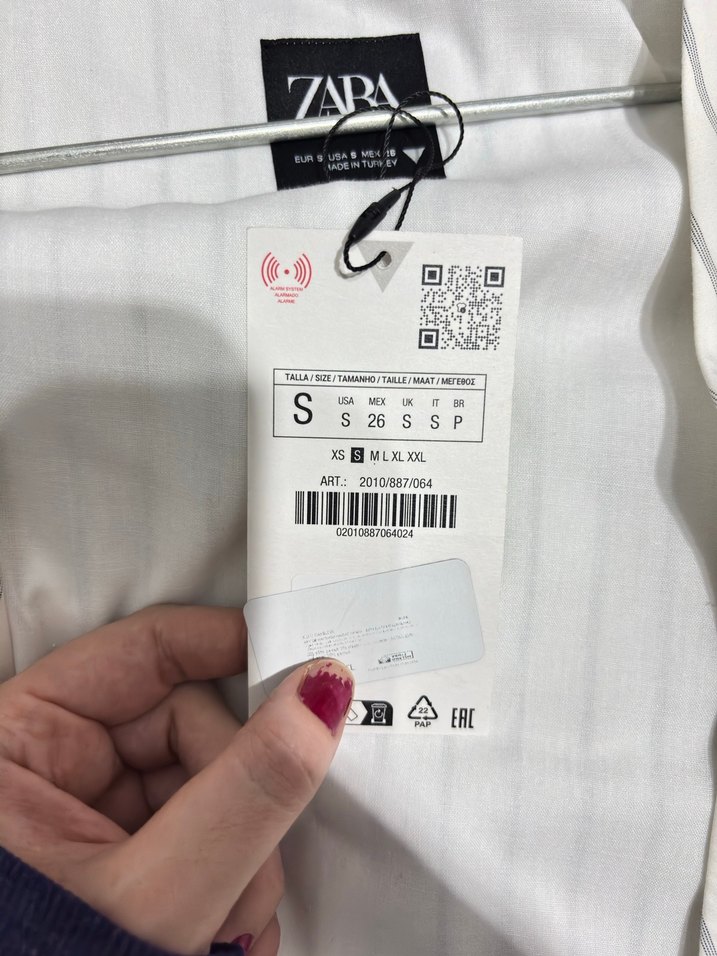 ZARA
EUR S USA S MEX 26
MADE IN TURKEY
ALARM SYSTEM
ALARMADO
ALARME
TALLA / SIZE / TAMANHO / TAILLE / MAAT / ΜΕΓΕΘΟΣ
S
USA MEX UK IT BR
S 26 S S P
XS S M L XL XXL
ART.: 2010/887/064
02010887064024
22
PAP
EAC